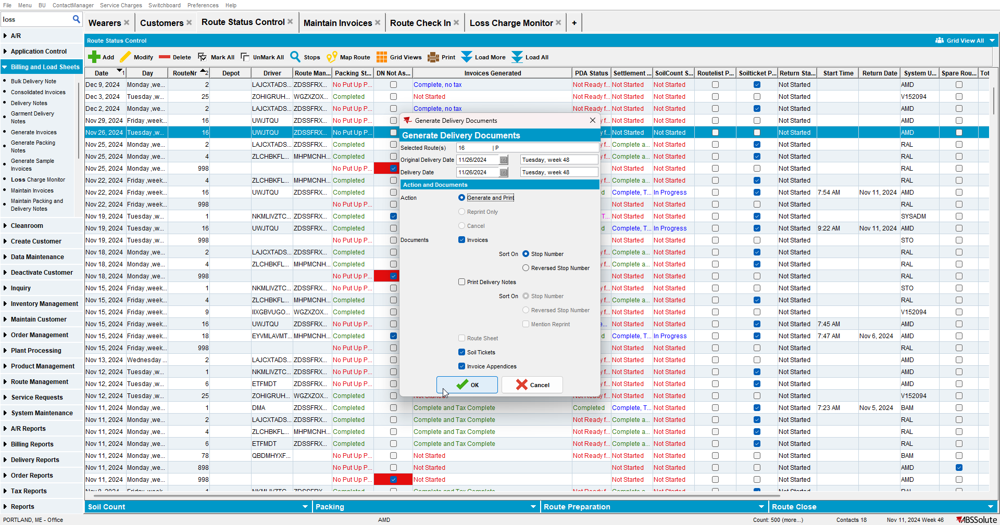 File Menu BU ContactManager Service Charges Switchboard Preferences Help
loss
Wearers Customers Route Status Control Maintain Invoices Route Check In Loss Charge Monitor +
Route Status Control Grid View All
Add Modify Delete Mark All UnMark All Stops Map Route Grid Views Print Load More Load All
A/R
Application Control
Billing and Load Sheets
Bulk Delivery Note
Consolidated Invoices
Delivery Notes
Garment Delivery
Notes
Generate Invoices
Generate Packing
Notes
Generate Sample
Invoices
Loss Charge Monitor
Maintain Invoices
Maintain Packing and
Delivery Notes
Cleanroom
Create Customer
Data Maintenance
Deactivate Customer
Inquiry
Inventory Management
Maintain Customer
Order Management
Plant Processing
Product Management
Route Management
Service Requests
System Maintenance
A/R Reports
Billing Reports
Delivery Reports
Order Reports
Tax Reports
Reports
Date 1 Day RouteNr 2 Depot Driver Route Man... Packing St... DN Not As... Invoices Generated PDA Status Settlement ... SoilCount S... Routelist P... Soilticket P... Return Sta... Start Time Return Date System U... Spare Rou... Tot
Dec 9, 2024 Monday ,we... 2 LAJCXTADS... ZDSSFRX... No Put Up P... Complete, no tax Not Ready f... Not Started Not Started Not Started AMD
Dec 3, 2024 Tuesday ,w... 25 ZOHIGRUH... WGZXZOX... Completed Not Started Not Ready f... Not Started Not Started Not Started V152094
Dec 2, 2024 Monday ,we... 2 LAJCXTADS... ZDSSFRX... No Put Up P... Complete, no tax Not Ready f... Not Started Not Started Not Started AMD
Nov 29, 2024 Friday ,week... 16 UWJTQU ZDSSFRX... No Put Up P... Not Started Not Started Not Started AMD
Nov 26, 2024 Tuesday ,w... 16 UWJTQU ZDSSFRX... No Put Up P... Not Started Not Started Not Started AMD
Nov 25, 2024 Monday ,we... 2 LAJCXTADS... ZDSSFRX... Completed y f... Complete a... Not Started Not Started RAL
Nov 25, 2024 Monday ,we... 4 ZLCHBKFL... MHPMCNH... Completed y f... Complete a... Not Started Not Started RAL
Nov 25, 2024 Monday ,we... 998 No Put Up P... Not Started Not Started Not Started RAL
Nov 22, 2024 Friday ,week... 4 ZLCHBKFL... MHPMCNH... Completed y f... Complete a... Not Started Not Started RAL
Nov 22, 2024 Friday ,week... 16 UWJTQU ZDSSFRX... No Put Up P... d Complete, T... In Progress Not Started 7:54 AM Nov 11, 2024 AMD
Nov 22, 2024 Friday ,week... 998 No Put Up P... Not Started Not Started Not Started RAL
Nov 19, 2024 Tuesday ,w... 1 NKMLIVZTC... ZDSSFRX... Completed T... Not Started Not Started Not Started SYSADM
Nov 19, 2024 Tuesday ,w... 16 UWJTQU ZDSSFRX... Completed d Complete, T... In Progress Not Started 9:22 AM Nov 11, 2024 AMD
Nov 19, 2024 Tuesday ,w... 998 No Put Up P... Not Started Not Started Not Started STO
Nov 18, 2024 Monday ,we... 2 LAJCXTADS... ZDSSFRX... Completed y f... Complete a... Not Started Not Started RAL
Nov 18, 2024 Monday ,we... 4 ZLCHBKFL... MHPMCNH... Completed y f... Complete a... Not Started Not Started RAL
Nov 18, 2024 Monday ,we... 998 No Put Up P... Not Started Not Started Not Started RAL
Nov 15, 2024 Friday ,week... 1 NKMLIVZTC... ZDSSFRX... Completed y f... Not Started Not Started Not Started STO
Nov 15, 2024 Friday ,week... 4 ZLCHBKFL... MHPMCNH... Completed y f... Complete a... Not Started Not Started RAL
Nov 15, 2024 Friday ,week... 9 IIXGBVUGO... WGZXZOX... Completed y f... Not Started Not Started Not Started V152094
Nov 15, 2024 Friday ,week... 16 UWJTQU ZDSSFRX... No Put Up P... e... Not Started Not Started Not Started 7:45 AM AMD
Nov 15, 2024 Friday ,week... 18 EYVMLAVMT... MHPMCNH... Completed d Complete, T... In Progress Not Started 7:47 AM Nov 6, 2024 AMD
Nov 15, 2024 Friday ,week... 998 No Put Up P... Not Started Not Started Not Started RAL
Nov 13, 2024 Wednesday ... 2 LAJCXTADS... ZDSSFRX... No Put Up P... y f... Not Started Not Started Not Started AMD
Nov 12, 2024 Tuesday ,w... 1 NKMLIVZTC... ZDSSFRX... No Put Up P... y f... Not Started Not Started Not Started AMD
Nov 12, 2024 Tuesday ,w... 6 ETFMDT ZDSSFRX... No Put Up P... y f... Not Started Not Started Not Started AMD
Nov 12, 2024 Tuesday ,w... 25 ZOHIGRUH... WGZXZOX... Completed Not Started y f... Not Started Not Started Not Started V152094
Nov 11, 2024 Monday ,we... 1 DMA ZDSSFRX... Completed Complete and Tax Complete Completed Complete, T... Not Started Not Started 7:23 AM Nov 5, 2024 BAM
Nov 11, 2024 Monday ,we... 2 LAJCXTADS... ZDSSFRX... Completed Complete and Tax Complete Not Ready f... Complete a... Not Started Not Started RAL
Nov 11, 2024 Monday ,we... 4 ZLCHBKFL... MHPMCNH... Completed Complete and Tax Complete Not Ready f... Complete a... Not Started Not Started RAL
Nov 11, 2024 Monday ,we... 6 ETFMDT ZDSSFRX... Completed Complete and Tax Complete Not Ready f... Complete a... Not Started Not Started RAL
Nov 11, 2024 Monday ,we... 78 QBDMHYXF... No Put Up P... Not Started Not Ready f... Not Started Not Started Not Started BAM
Nov 11, 2024 Monday ,we... 898 No Put Up P... Not Started Not Started Not Started Not Started AMD
Nov 11, 2024 Monday ,we... 998 No Put Up P... Not Started Not Started Not Started Not Started AMD
Nov 8, 2024 Friday ,week... 1 NKMLIVZTC... ZDSSFRX... Completed Complete and Tax Complete Not Ready f... Complete a... Not Started Not Started RAL
Generate Delivery Documents
Generate Delivery Documents
Selected Route(s) 16 | P
Original Delivery Date 11/26/2024 Tuesday, week 48
Delivery Date 11/26/2024 Tuesday, week 48
Action and Documents
Action Generate and Print
Reprint Only
Cancel
Documents Invoices
Sort On Stop Number
Reversed Stop Number
Print Delivery Notes
Sort On Stop Number
Reversed Stop Number
Mention Reprint
Route Sheet
Soil Tickets
Invoice Appendices
OK Cancel
Soil Count Packing Route Preparation Route Close
PORTLAND, ME - Office AMD Count: 500 (more...) Contacts 18 Nov 11, 2024 Week 46 ABSSolute